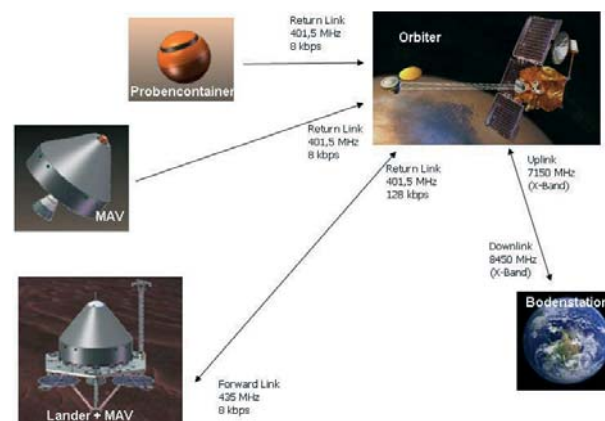 Return Link
401,5 MHz
8 kbps
Orbiter
Probencontainer
Return Link
401,5 MHz
8 kbps
MAV
Return Link
401,5 MHz
128 kbps
Uplink
7150 MHz
(X-Band)
Downlink
8450 MHz
(X-Band)
Bodenstation
Forward Link
435 MHz
8 kbps
Lander + MAV